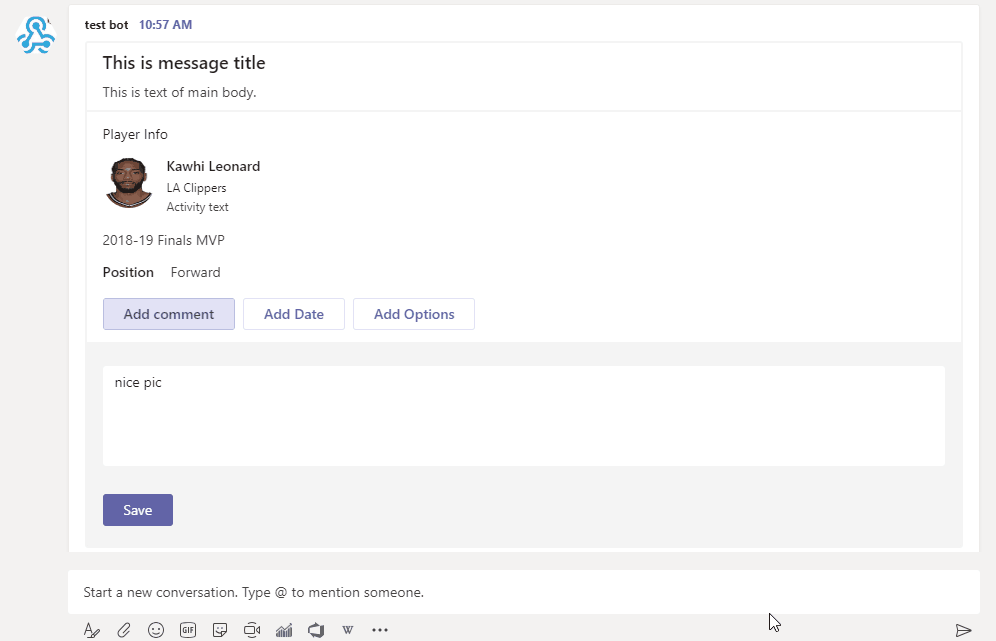 test bot 10:57 AM
This is message title
This is text of main body.
Player Info
Kawhi Leonard
LA Clippers
Activity text
2018-19 Finals MVP
Position Forward
Add comment Add Date Add Options
nice pic
Save
Start a new conversation. Type @ to mention someone.
GIF W